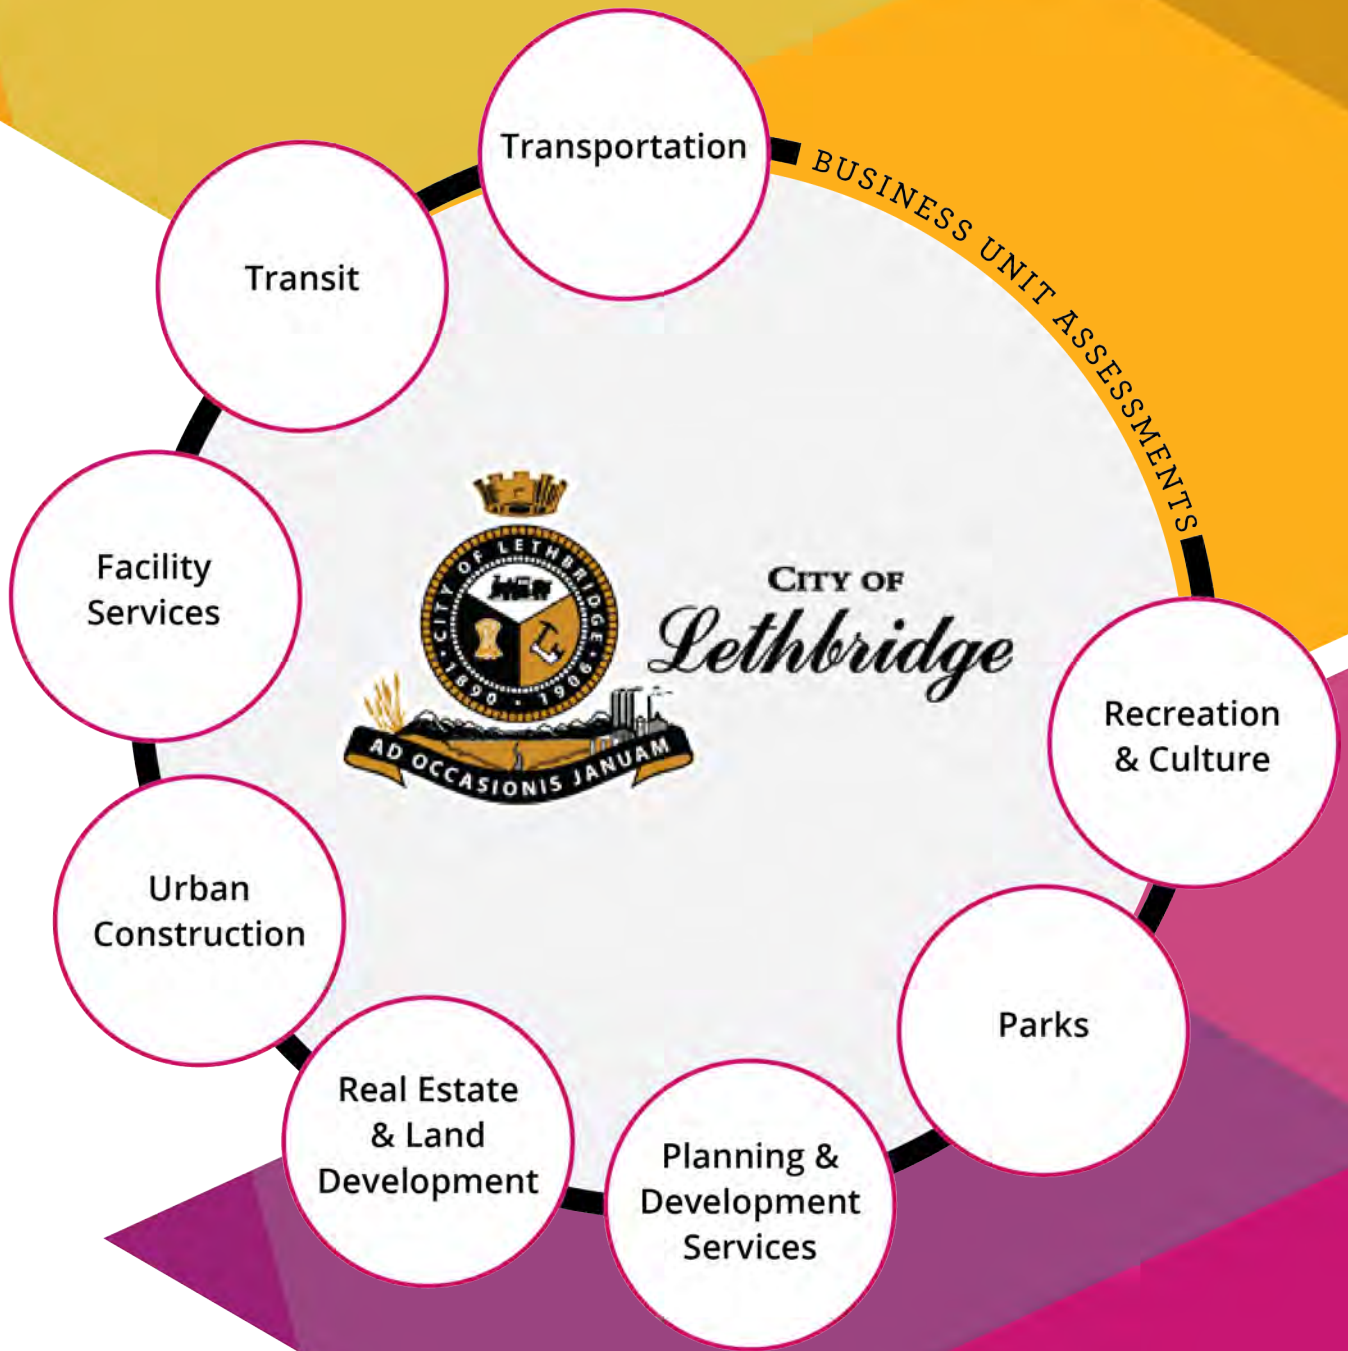 Transportation
BUSINESS UNIT ASSESSMENTS
Transit
Facility
Services
CITY OF LETHBRIDGE
1890 • 1906
AD OCCASIONIS JANUAM
CITY OF
Lethbridge
Recreation
& Culture
Urban
Construction
Parks
Real Estate
& Land
Development
Planning &
Development
Services